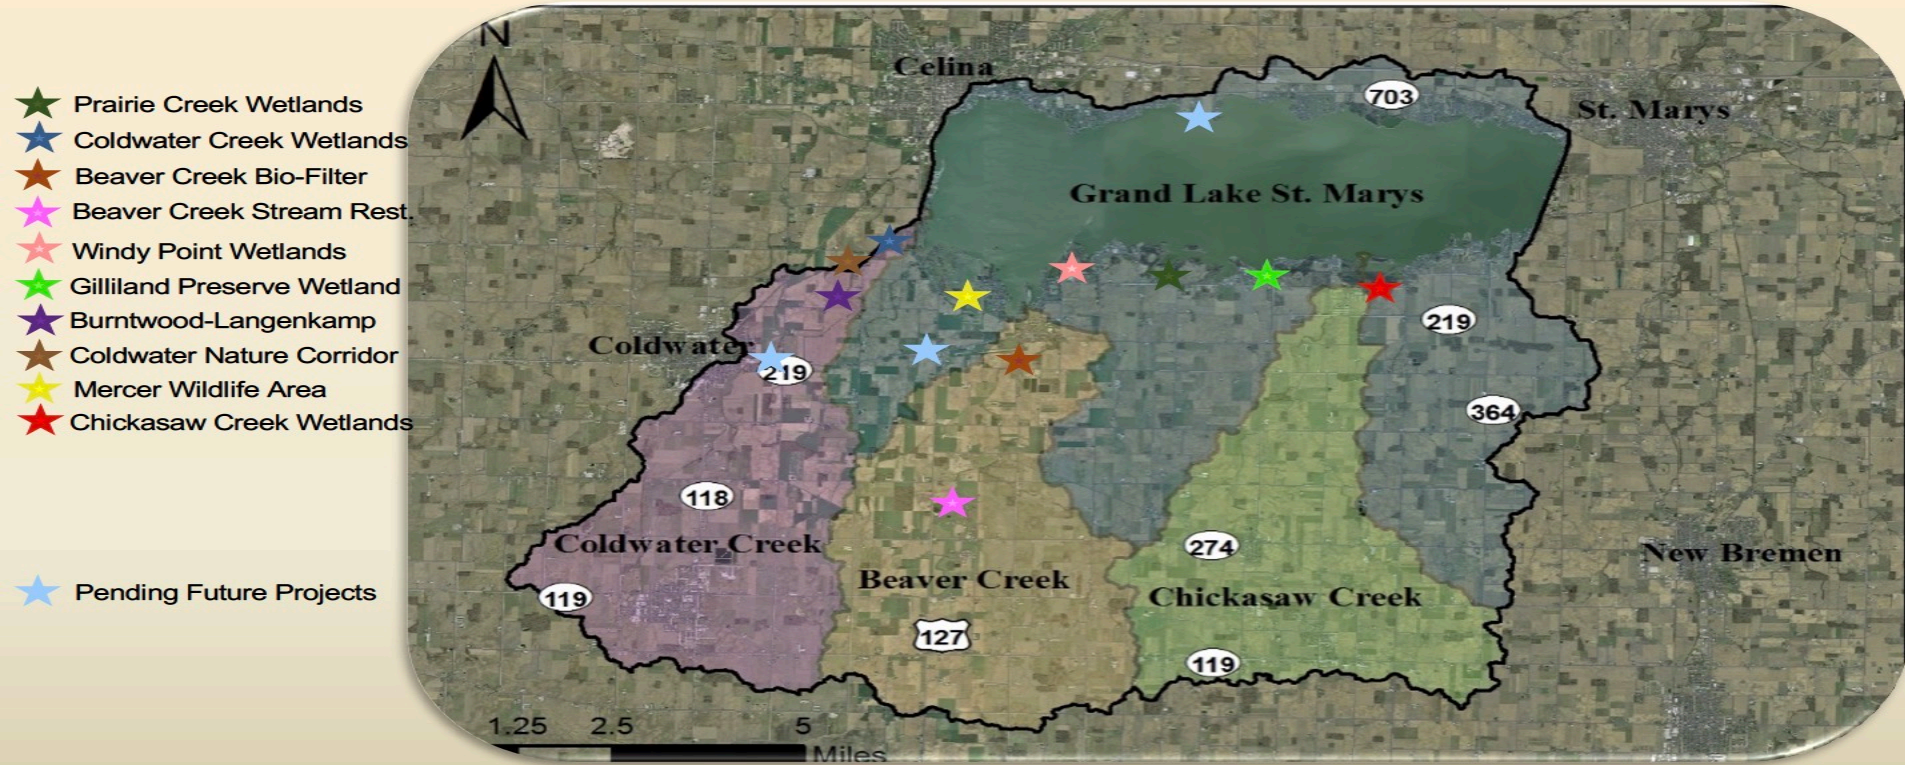 Prairie Creek Wetlands
Coldwater Creek Wetlands
Beaver Creek Bio-Filter
Beaver Creek Stream Rest.
Windy Point Wetlands
Gilliland Preserve Wetland
Burntwood-Langenkamp
Coldwater Nature Corridor
Mercer Wildlife Area
Chickasaw Creek Wetlands
Pending Future Projects
N
Celina
703
St. Marys
Grand Lake St. Marys
219
Coldwater
219
364
118
Coldwater Creek
274
New Bremen
Beaver Creek
Chickasaw Creek
119
127
119
1.25 2.5 5
Miles